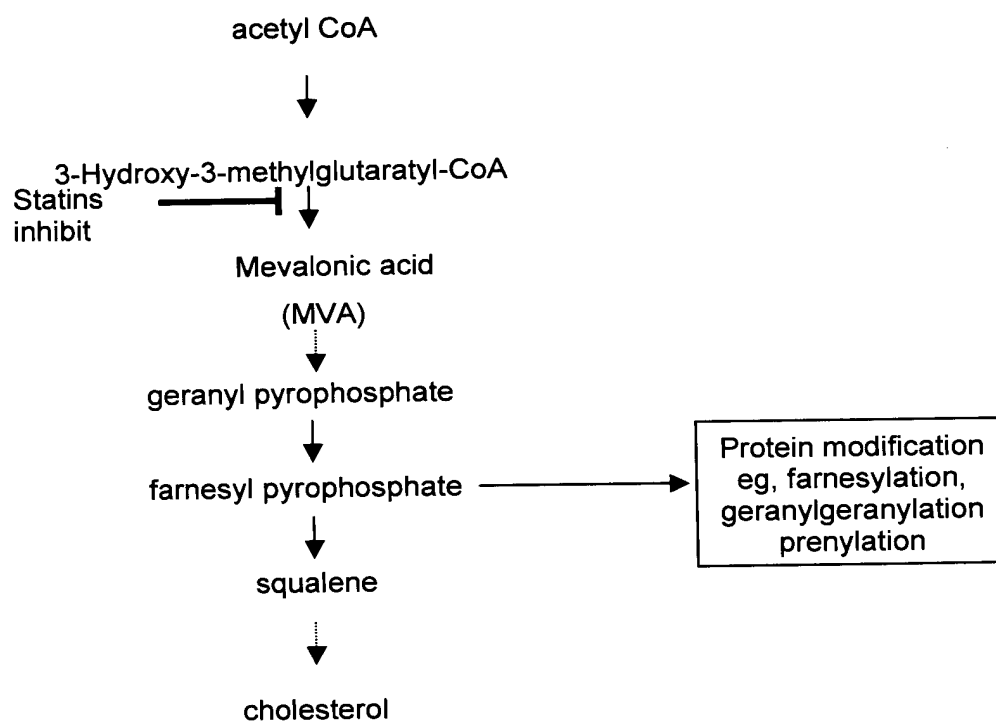 acetyl CoA
3-Hydroxy-3-methylglutaratyl-CoA
Statins
inhibit
Mevalonic acid
(MVA)
geranyl pyrophosphate
farnesyl pyrophosphate
Protein modification
eg, farnesylation,
geranylgeranylation
prenylation
squalene
cholesterol